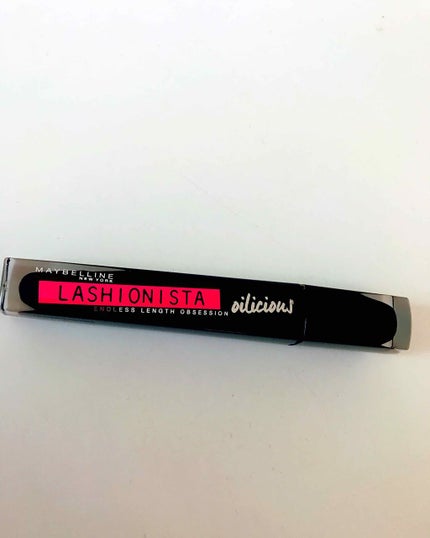 MAYBELLINE
NEW YORK
LASHIONISTA
oilicious
ENDLESS LENGTH OBSESSION